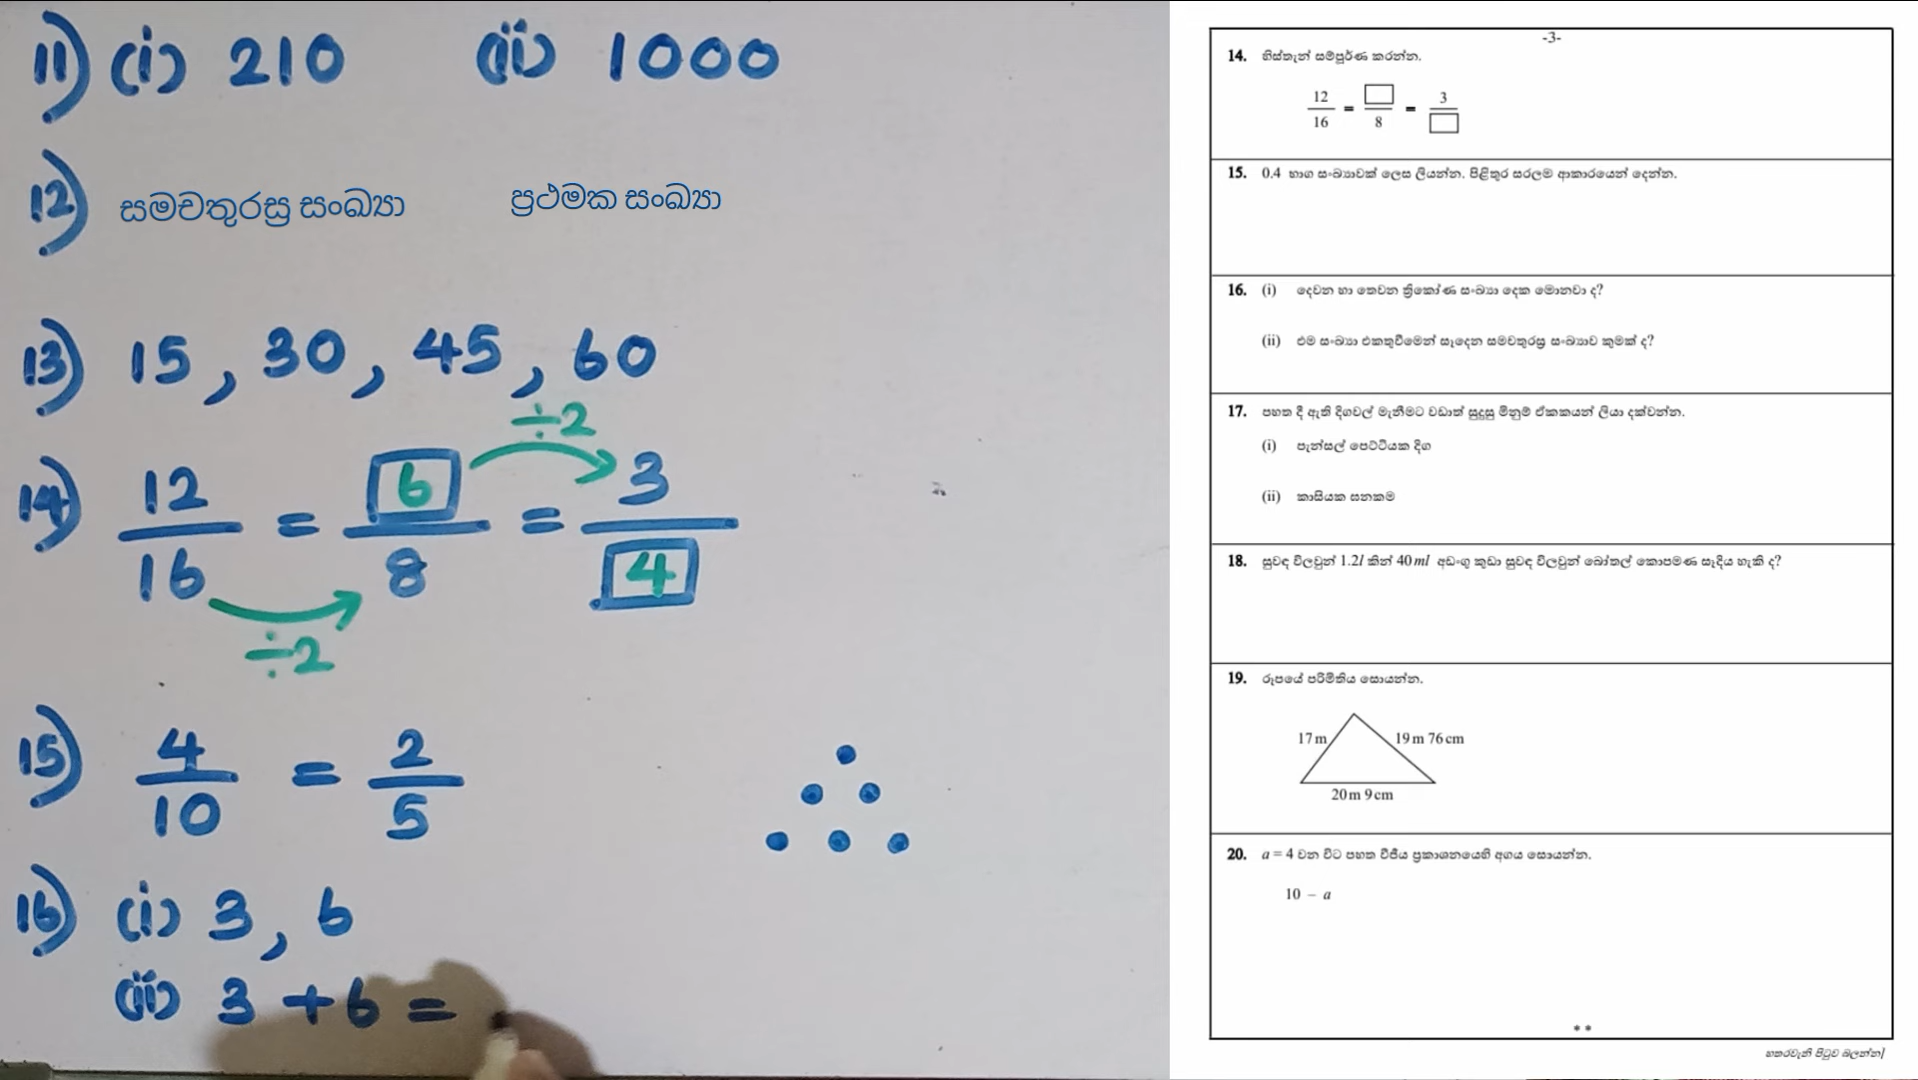 11) (i) 210 (ii) 1000
12) සමචතුරස්‍ර සංඛ්‍යා ප්‍රථමක සංඛ්‍යා
13) 15, 30, 45, 60
÷2
14) 12/16 = 6/8 = 3/4
÷2
15) 4/10 = 2/5
16) (i) 3, 6
(ii) 3 + 6 =
-3-
14. හිස්තැන් සම්පූර්ණ කරන්න.
12/16 = □/8 = 3/□
15. 0.4 භාග සංඛ්‍යාවක් ලෙස ලියන්න. පිළිතුර සරලම ආකාරයෙන් දෙන්න.
16. (i) දෙවන හා තෙවන ත්‍රිකෝණ සංඛ්‍යා දෙක මොනවා ද?
(ii) එම සංඛ්‍යා එකතුවීමෙන් සෑදෙන සමචතුරස්‍ර සංඛ්‍යාව කුමක් ද?
17. පහත දී ඇති දිගවල් මැනීමට වඩාත් සුදුසු මිනුම් ඒකකයන් ලියා දක්වන්න.
(i) පැන්සල් පෙට්ටියක දිග
(ii) කාසියක ඝනකම
18. සුවඳ විලවුන් 1.2l කින් 40 ml අඩංගු කුඩා සුවඳ විලවුන් බෝතල් කොපමණ සෑදිය හැකි ද?
19. රූපයේ පරිමිතිය සොයන්න.
17 m 19 m 76 cm
20 m 9 cm
20. a = 4 වන විට පහත වීජීය ප්‍රකාශනයෙහි අගය සොයන්න.
10 – a
* *
හතරවැනි පිටුව බලන්න]